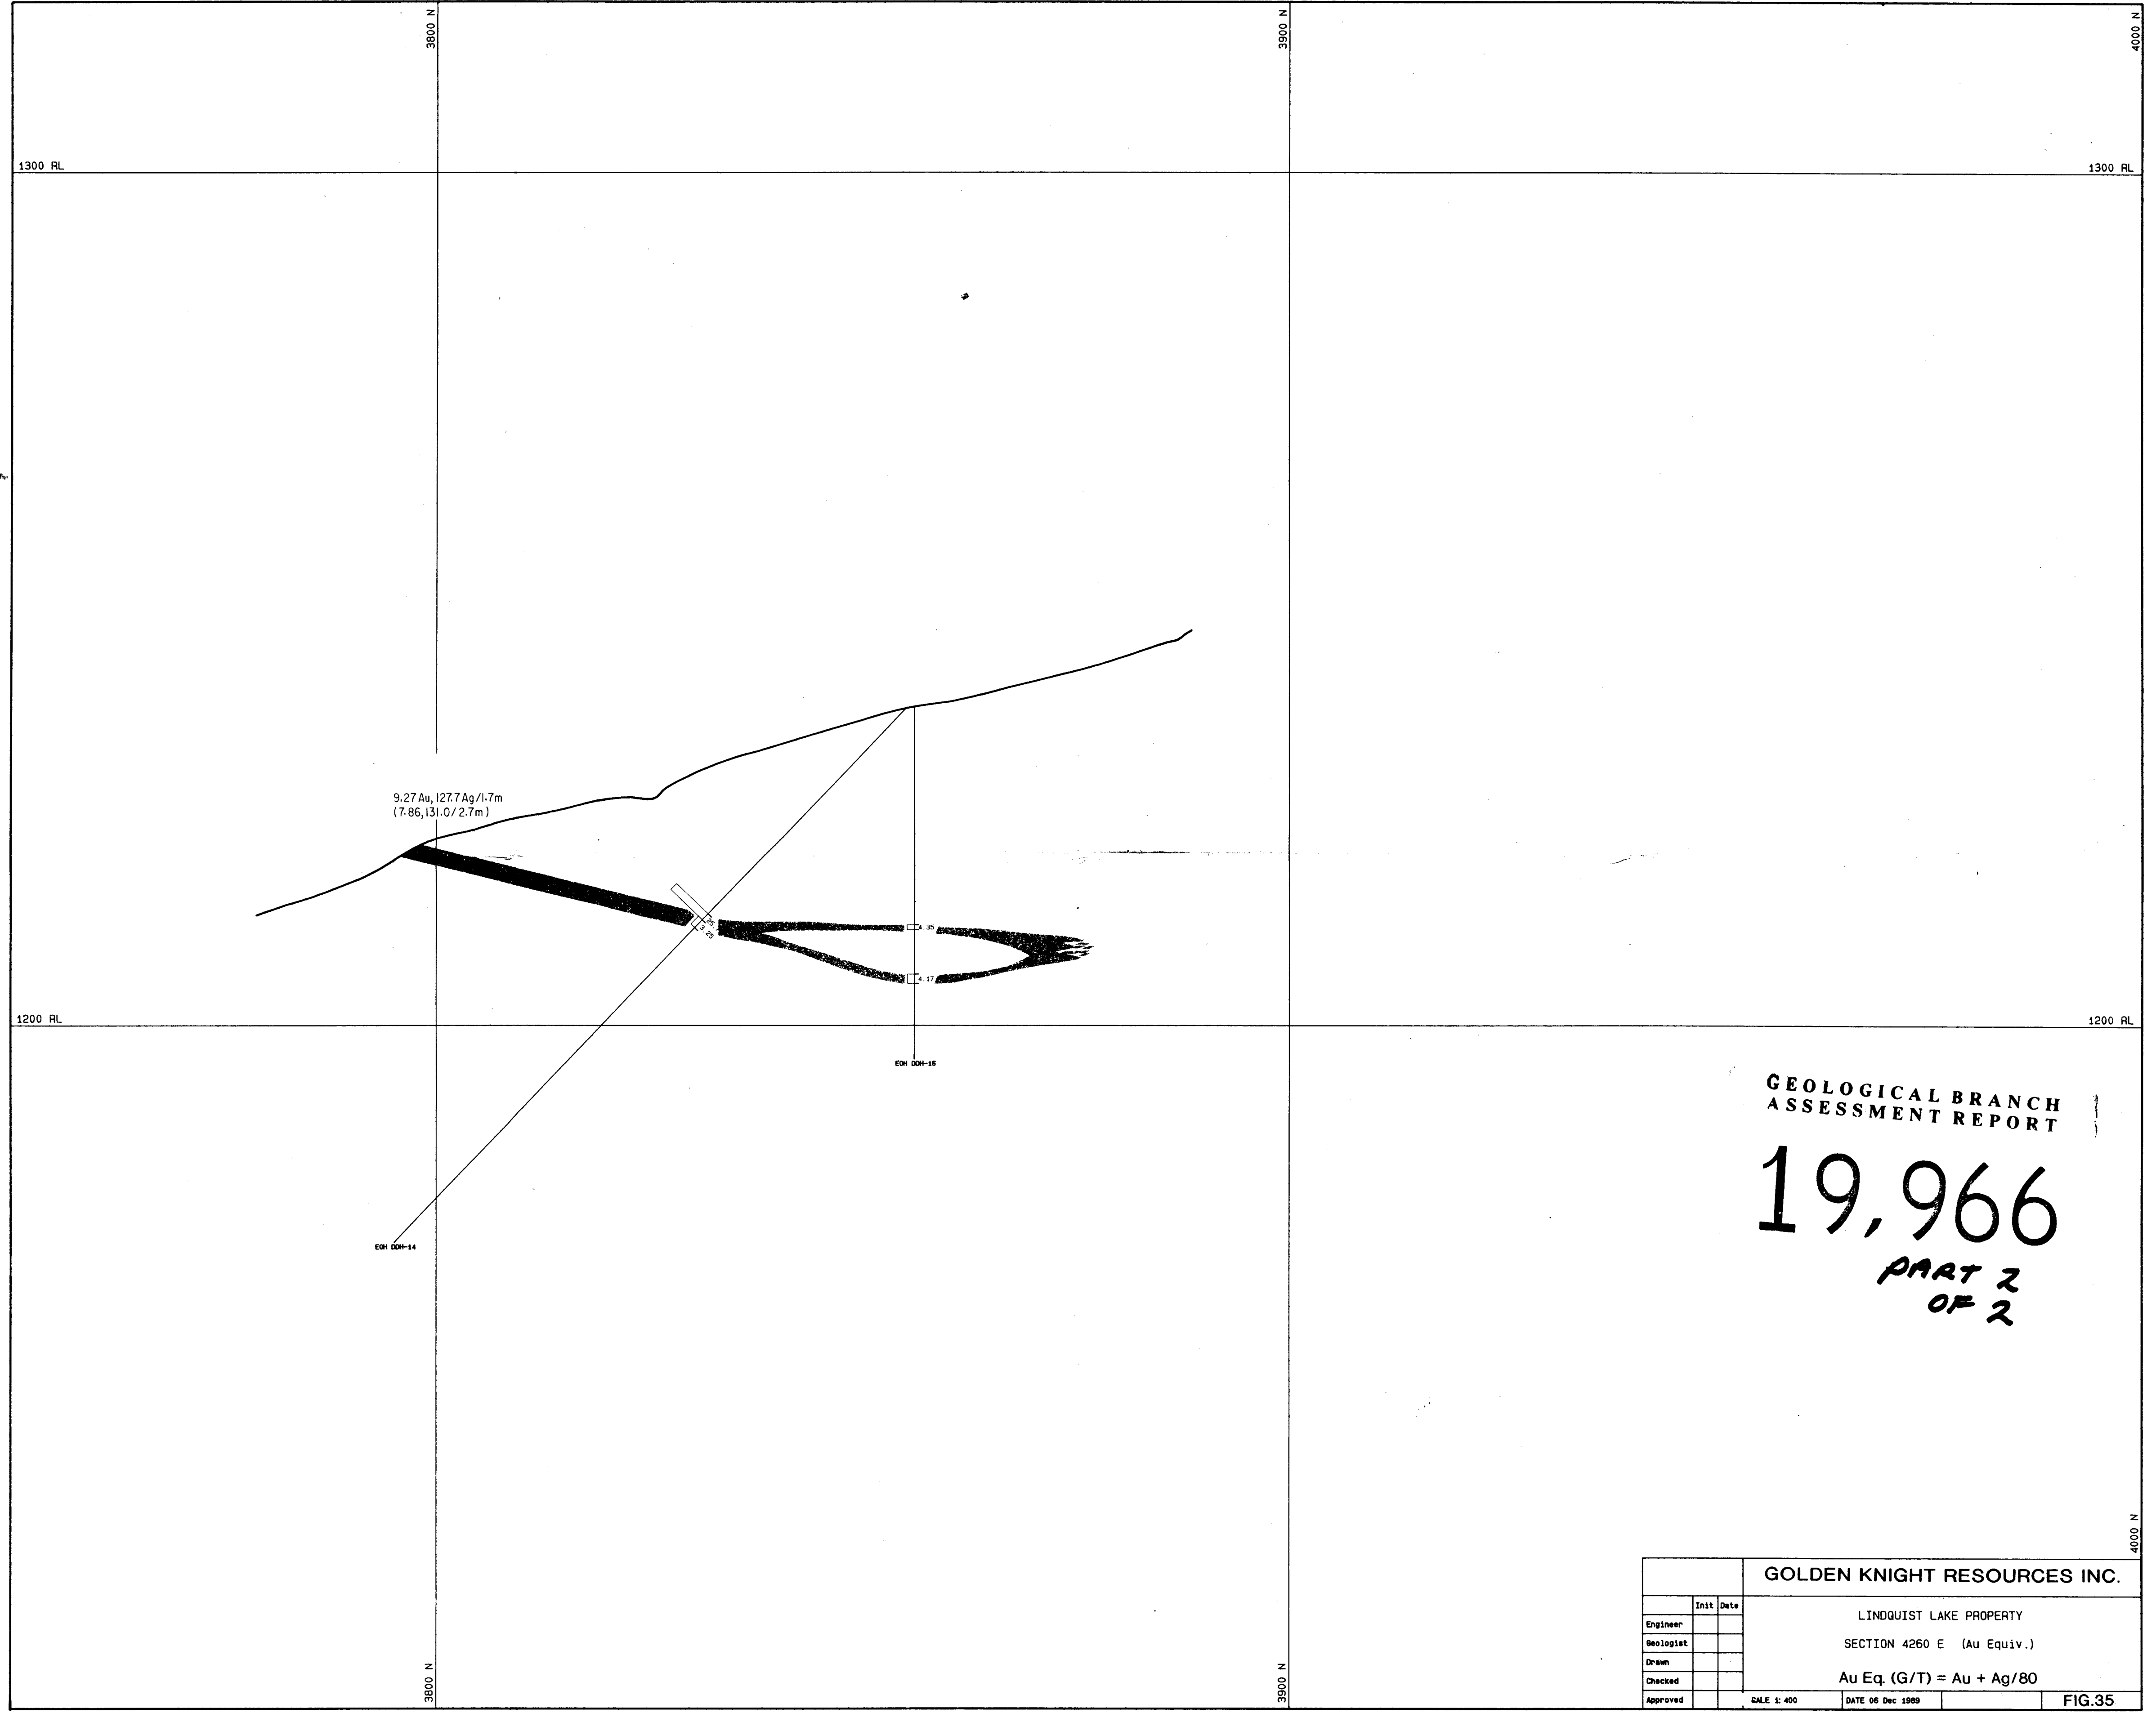 3800 N
3900 N
4000 N
1300 RL
1300 RL
9.27 Au, 127.7 Ag/1.7m
(7.86, 131.0/2.7m)
3.25
4.35
4.17
1200 RL
1200 RL
EOH DDH-16
EOH DDH-14
GEOLOGICAL BRANCH
ASSESSMENT REPORT
19,966
PART 2
OF 2
4000 N
3800 N
3900 N
GOLDEN KNIGHT RESOURCES INC.
Init Date
Engineer
Geologist
Drawn
Checked
Approved
LINDQUIST LAKE PROPERTY
SECTION 4260 E (Au Equiv.)
Au Eq. (G/T) = Au + Ag/80
CALE 1: 400
DATE 06 Dec 1989
FIG.35